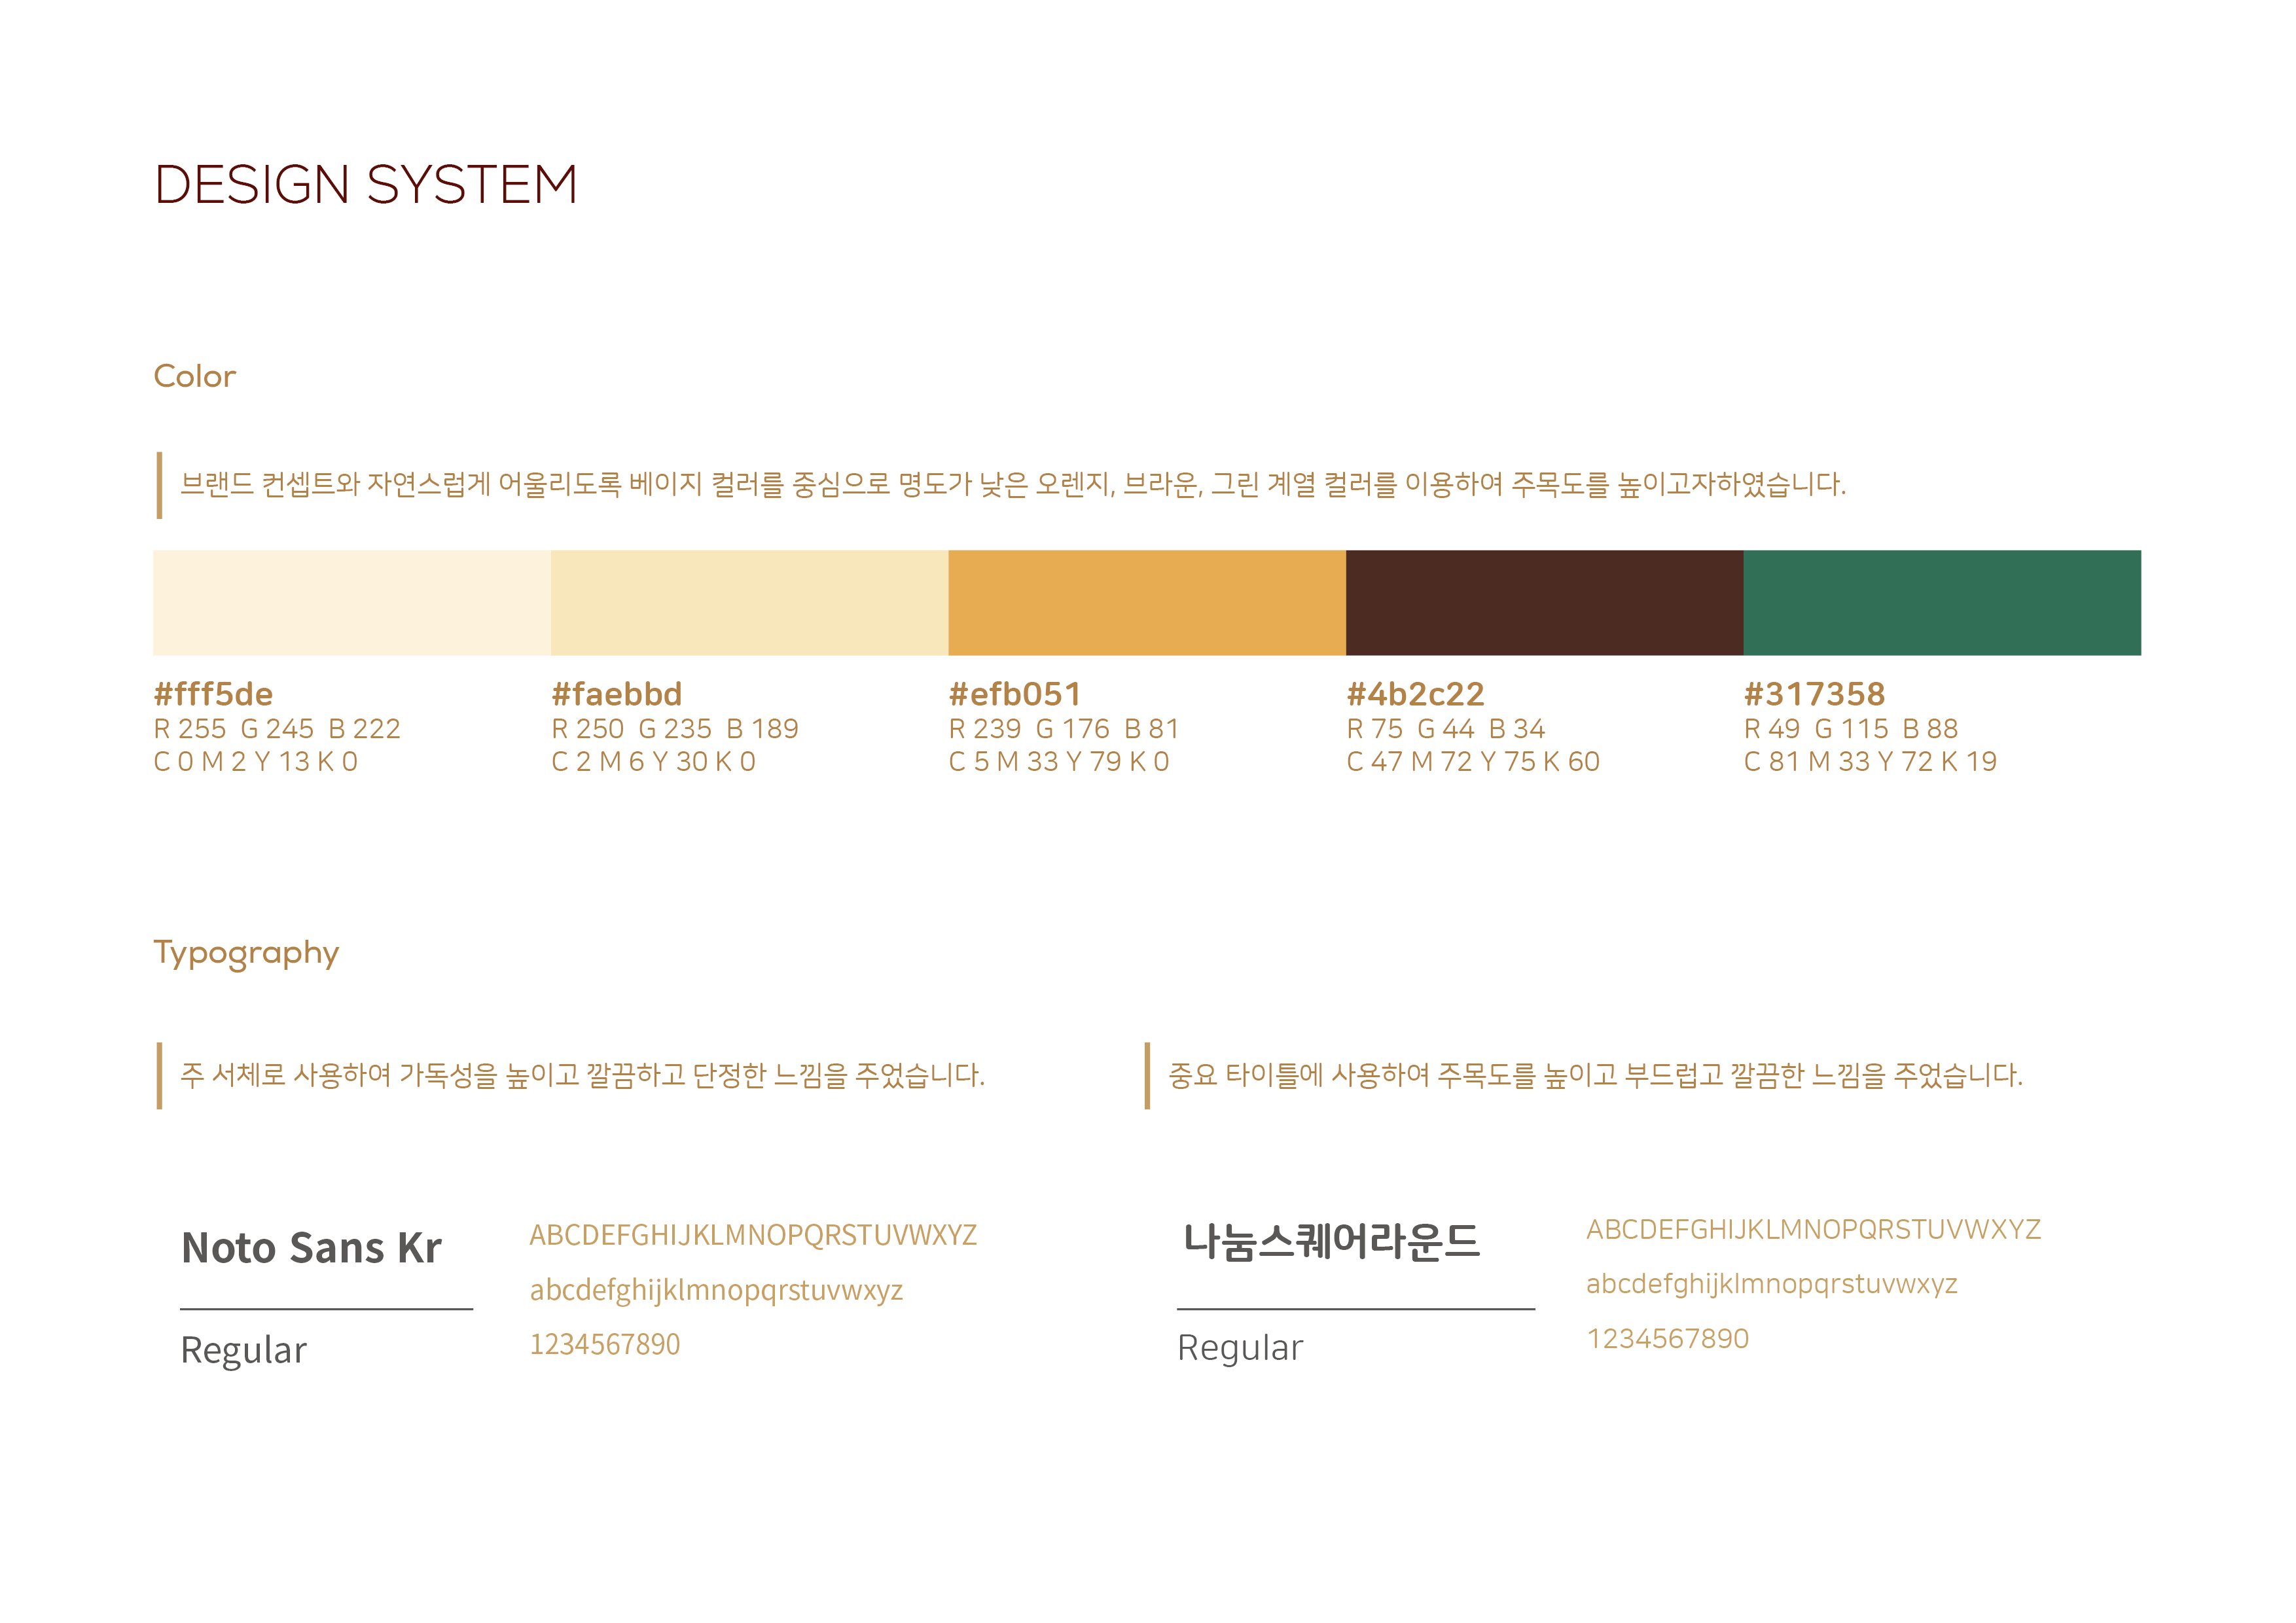 DESIGN SYSTEM
Color
브랜드 컨셉트와 자연스럽게 어울리도록 베이지 컬러를 중심으로 명도가 낮은 오렌지, 브라운, 그린 계열 컬러를 이용하여 주목도를 높이고자하였습니다.
#fff5de
R 255 G 245 B 222
C 0 M 2 Y 13 K 0
#faebbd
R 250 G 235 B 189
C 2 M 6 Y 30 K 0
#efb051
R 239 G 176 B 81
C 5 M 33 Y 79 K 0
#4b2c22
R 75 G 44 B 34
C 47 M 72 Y 75 K 60
#317358
R 49 G 115 B 88
C 81 M 33 Y 72 K 19
Typography
주 서체로 사용하여 가독성을 높이고 깔끔하고 단정한 느낌을 주었습니다.
Noto Sans Kr
Regular
ABCDEFGHIJKLMNOPQRSTUVWXYZ
abcdefghijklmnopqrstuvwxyz
1234567890
중요 타이틀에 사용하여 주목도를 높이고 부드럽고 깔끔한 느낌을 주었습니다.
나눔스퀘어라운드
Regular
ABCDEFGHIJKLMNOPQRSTUVWXYZ
abcdefghijklmnopqrstuvwxyz
1234567890